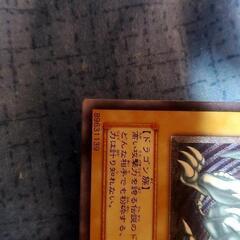 【ドラゴン族】
高い攻撃力を誇る伝説のド
どんな相手でも粉砕する、
力は計り知れない。
89631139